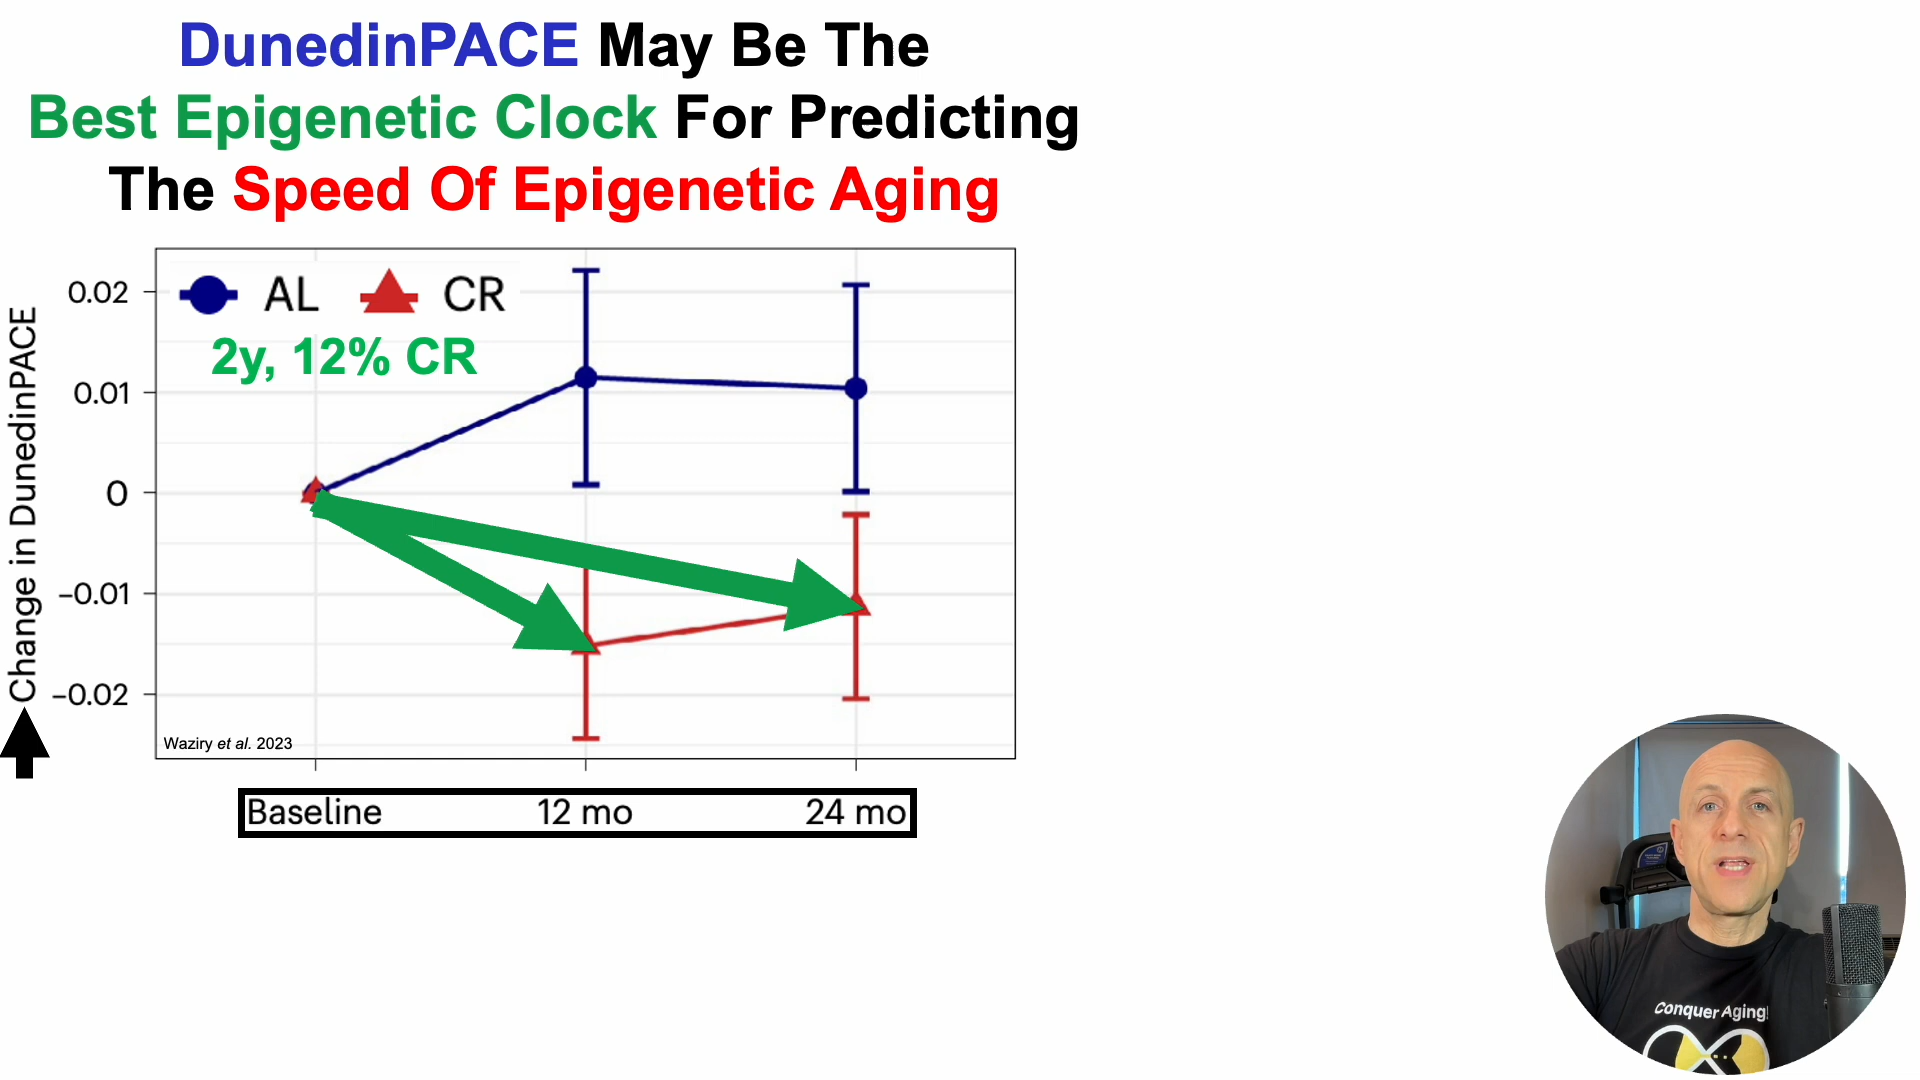 DunedinPACE May Be The
Best Epigenetic Clock For Predicting
The Speed Of Epigenetic Aging
AL CR
2y, 12% CR
Change in DunedinPACE
0.02
0.01
0
−0.01
−0.02
Waziry et al. 2023
Baseline 12 mo 24 mo
Conquer Aging!